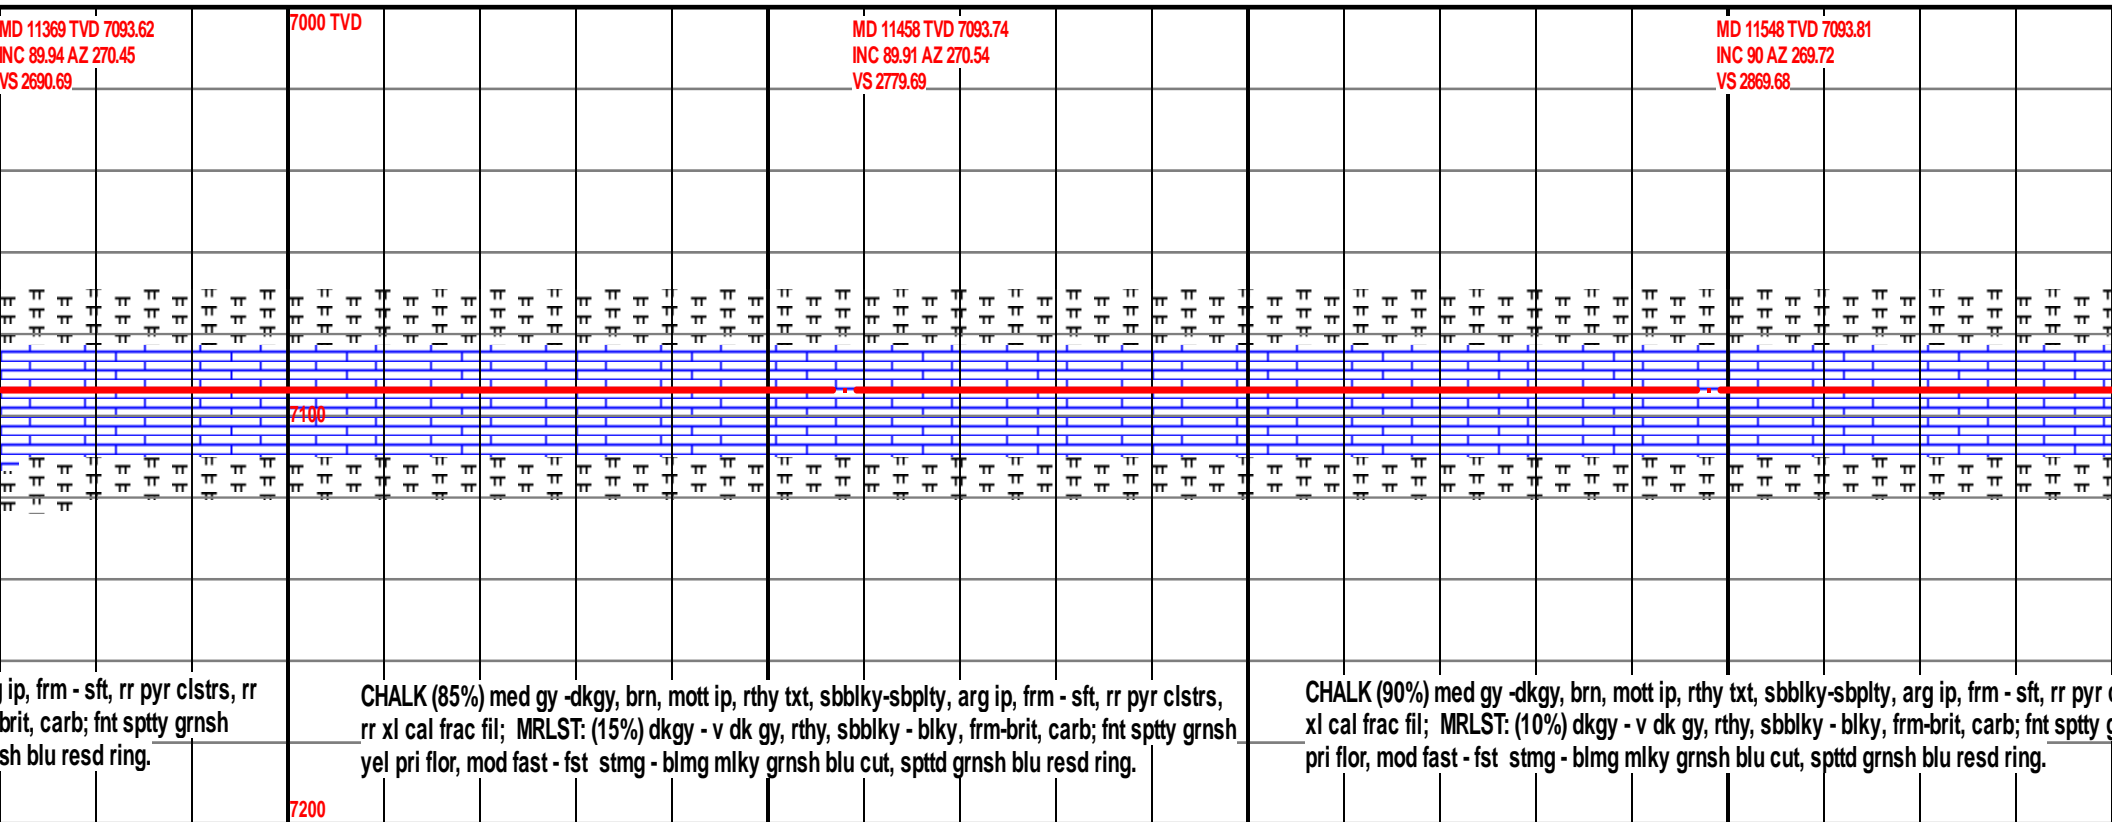 MD 11369 TVD 7093.62
INC 89.94 AZ 270.45
VS 2690.69
7000 TVD
MD 11458 TVD 7093.74
INC 89.91 AZ 270.54
VS 2779.69
MD 11548 TVD 7093.81
INC 90 AZ 269.72
VS 2869.68
7100
ip, frm - sft, rr pyr clstrs, rr
brit, carb; fnt sptty grnsh
sh blu resd ring.
CHALK (85%) med gy -dkgy, brn, mott ip, rthy txt, sbblky-sbplty, arg ip, frm - sft, rr pyr clstrs,
rr xl cal frac fil;  MRLST: (15%) dkgy - v dk gy, rthy, sbblky - blky, frm-brit, carb; fnt sptty grnsh
yel pri flor, mod fast - fst  stmg - blmg mlky grnsh blu cut, spttd grnsh blu resd ring.
CHALK (90%) med gy -dkgy, brn, mott ip, rthy txt, sbblky-sbplty, arg ip, frm - sft, rr pyr
xl cal frac fil;  MRLST: (10%) dkgy - v dk gy, rthy, sbblky - blky, frm-brit, carb; fnt sptty
pri flor, mod fast - fst  stmg - blmg mlky grnsh blu cut, spttd grnsh blu resd ring.
7200